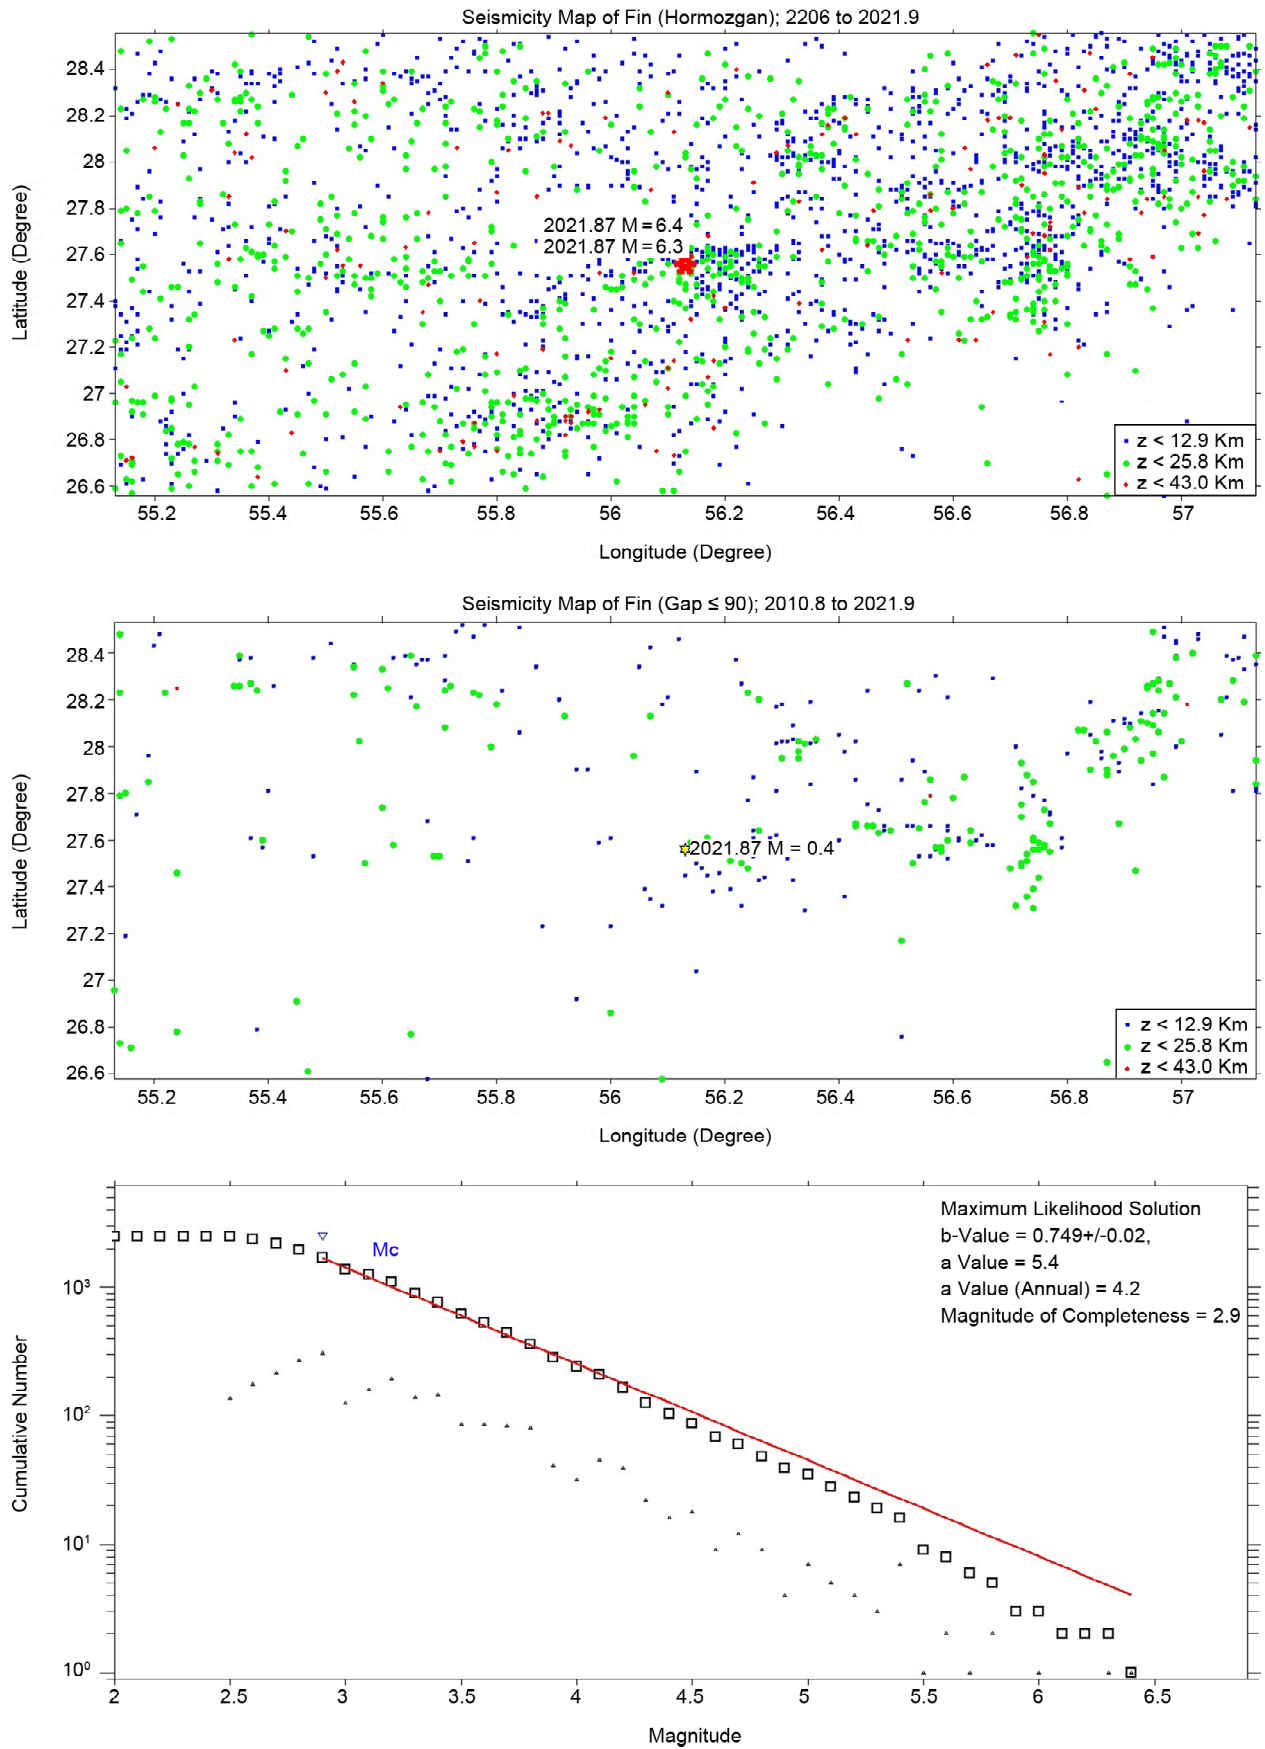 Seismicity Map of Fin (Hormozgan); 2206 to 2021.9
28.4
28.2
28
27.8
27.6
27.4
27.2
27
26.8
26.6
Latitude (Degree)
2021.87 M = 6.4
2021.87 M = 6.3
z < 12.9 Km
z < 25.8 Km
z < 43.0 Km
55.2 55.4 55.6 55.8 56 56.2 56.4 56.6 56.8 57
Longitude (Degree)
Seismicity Map of Fin (Gap ≤ 90); 2010.8 to 2021.9
28.4
28.2
28
27.8
27.6
27.4
27.2
27
26.8
26.6
Latitude (Degree)
2021.87 M = 0.4
z < 12.9 Km
z < 25.8 Km
z < 43.0 Km
55.2 55.4 55.6 55.8 56 56.2 56.4 56.6 56.8 57
Longitude (Degree)
Maximum Likelihood Solution
b-Value = 0.749+/-0.02,
a Value = 5.4
a Value (Annual) = 4.2
Magnitude of Completeness = 2.9
Mc
10³
10²
10¹
10⁰
Cumulative Number
2 2.5 3 3.5 4 4.5 5 5.5 6 6.5
Magnitude